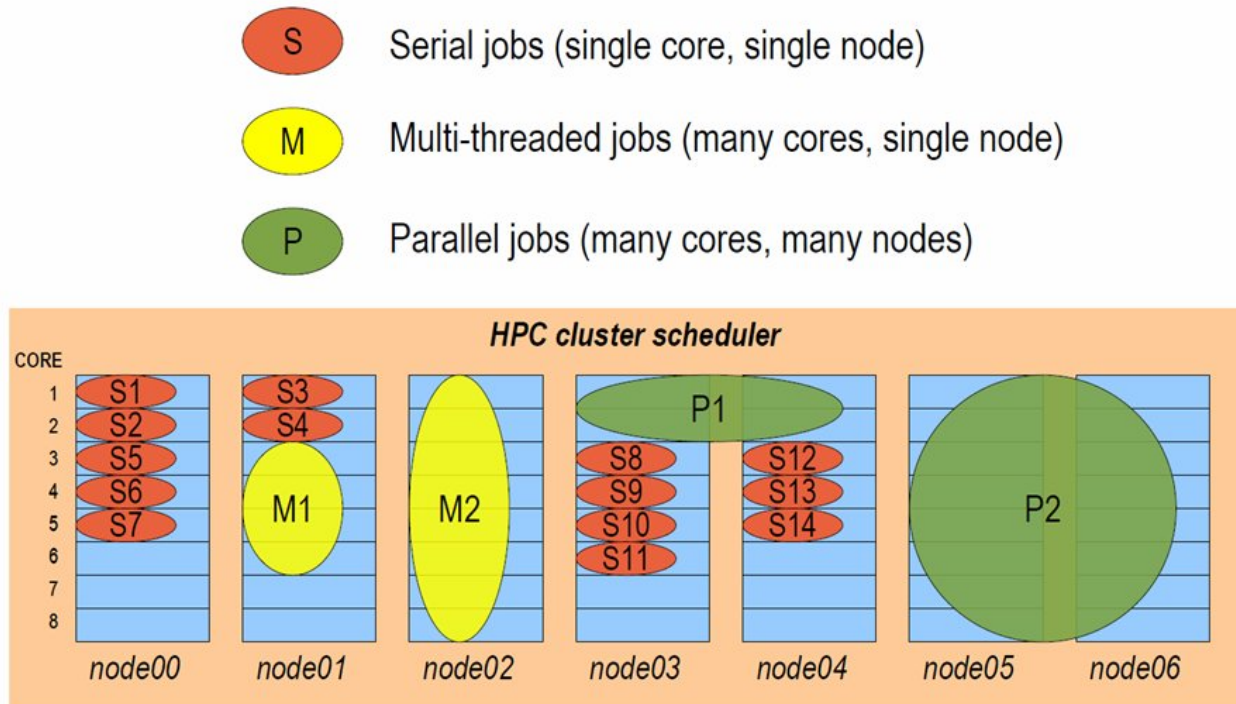 S Serial jobs (single core, single node)
M Multi-threaded jobs (many cores, single node)
P Parallel jobs (many cores, many nodes)
HPC cluster scheduler
CORE
1 S1 S3
2 S2 S4 P1
3 S5 S8 S12
4 S6 S9 S13
5 S7 M1 M2 S10 S14 P2
6 S11
7
8
node00 node01 node02 node03 node04 node05 node06